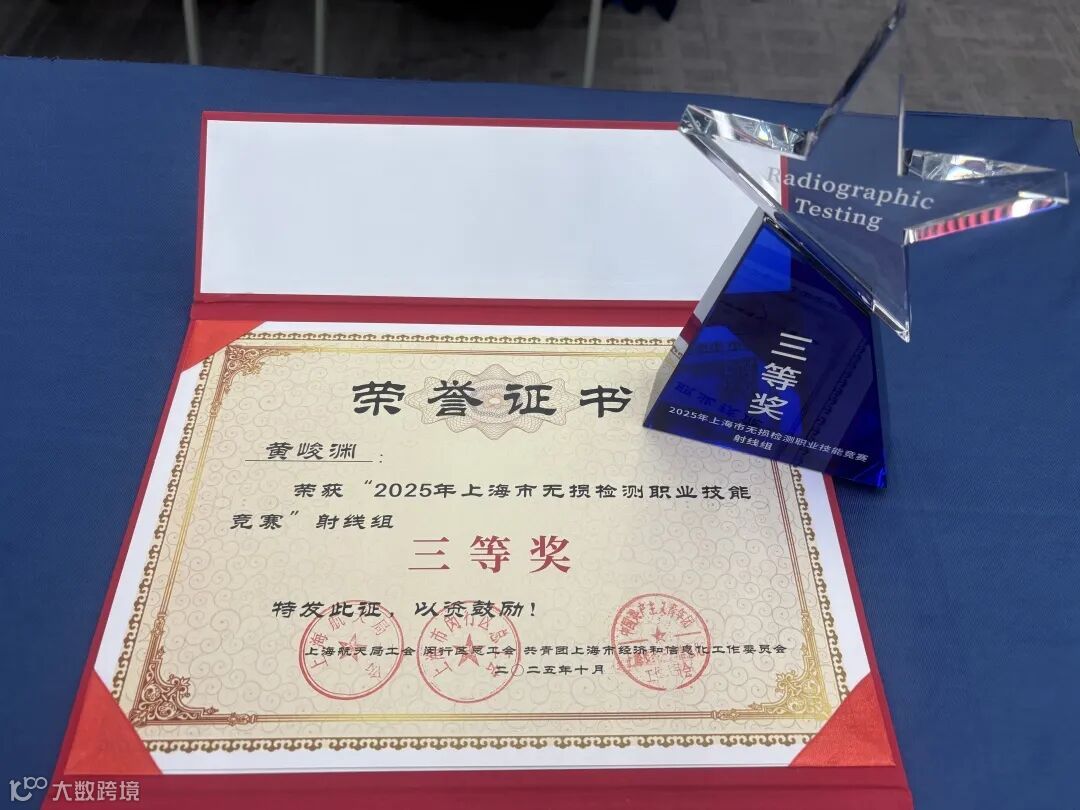 Radiographic
Testing
三等奖
2025年上海市无损检测职业技能竞赛
射线组
荣誉证书
黄峻渊：
荣获“2025年上海市无损检测职业技能
竞赛”射线组
三等奖
特发此证，以资鼓励！
上海航天局工会 闵行区总工会 共青团上海市经济和信息化工作委员会
二〇二五年十月
大数跨境